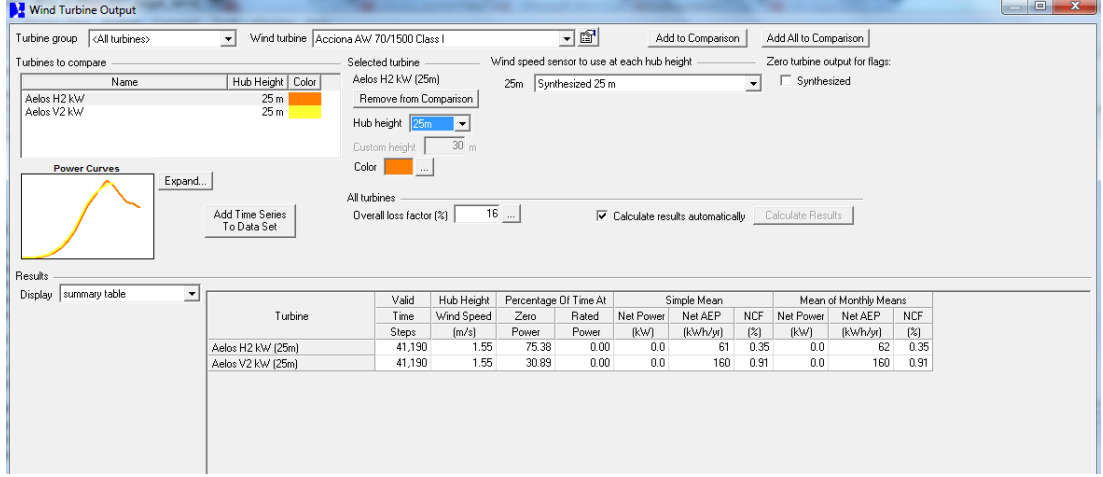 Wind Turbine Output
Turbine group <All turbines> Wind turbine Acciona AW 70/1500 Class I Add to Comparison Add All to Comparison
Turbines to compare Selected turbine Wind speed sensor to use at each hub height Zero turbine output for flags:
Name Hub Height Color Aelos H2 kW (25m) 25m Synthesized 25 m Synthesized
Aelos H2 kW 25 m Remove from Comparison
Aelos V2 kW 25 m
Hub height 25m
Custom height 30 m
Power Curves Color ...
Expand...
All turbines
Add Time Series
To Data Set
Overall loss factor (%) 16 ... Calculate results automatically Calculate Results
Results
Display summary table
Valid Hub Height Percentage Of Time At Simple Mean Mean of Monthly Means
Turbine Time Wind Speed Zero Rated Net Power Net AEP NCF Net Power Net AEP NCF
Steps (m/s) Power Power (kW) (kWh/yr) (%) (kW) (kWh/yr) (%)
Aelos H2 kW (25m) 41,190 1.55 75.38 0.00 0.0 61 0.35 0.0 62 0.35
Aelos V2 kW (25m) 41,190 1.55 30.89 0.00 0.0 160 0.91 0.0 160 0.91